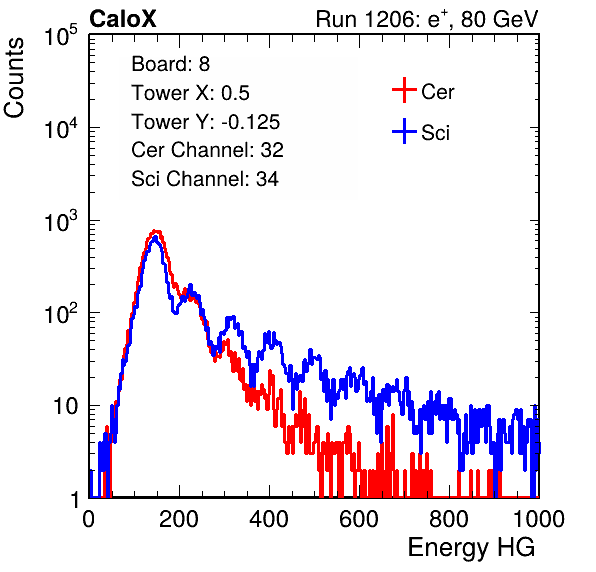 CaloX Run 1206: e⁺, 80 GeV
Counts
10⁵
10⁴
10³
10²
10
1
Board: 8
Tower X: 0.5
Tower Y: -0.125
Cer Channel: 32
Sci Channel: 34
Cer
Sci
0 200 400 600 800 1000
Energy HG